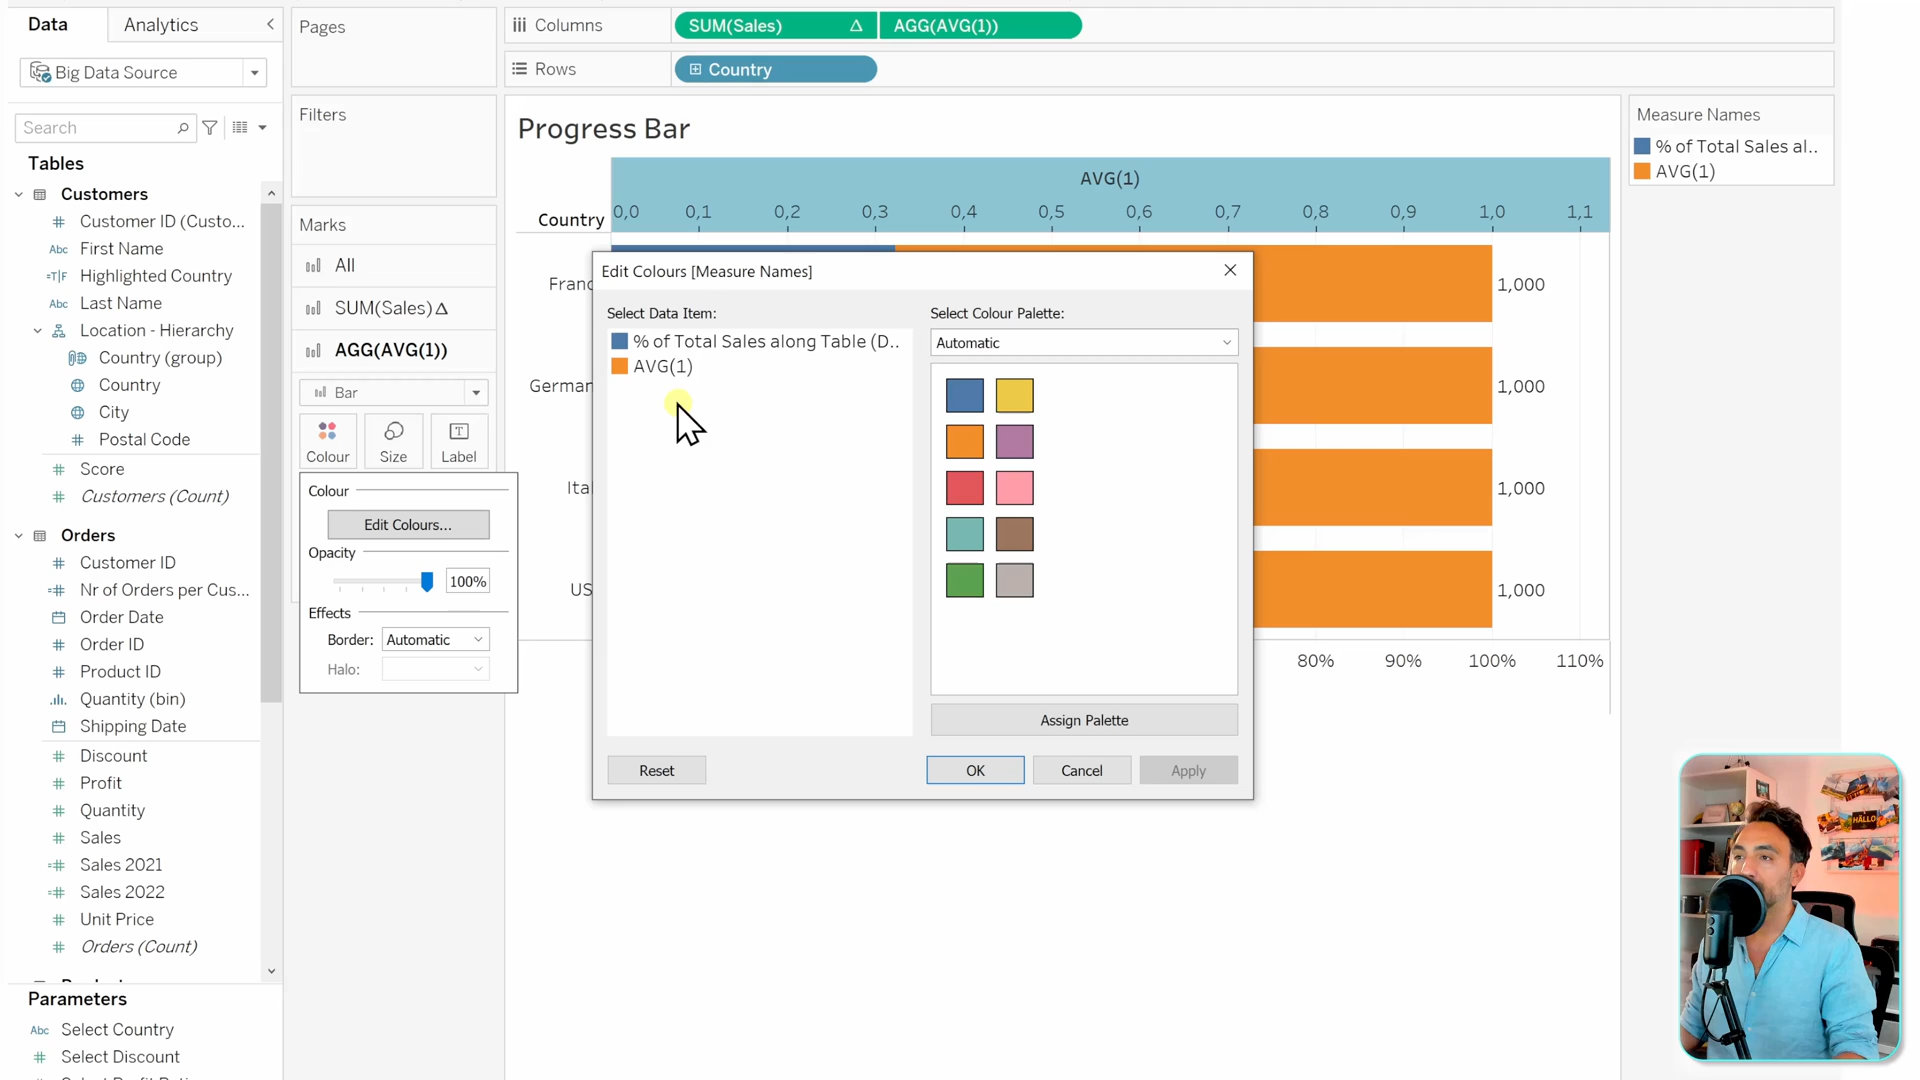 Data
Analytics
Big Data Source
Search
Tables
Customers
Customer ID (Custo...
Abc First Name
=T|F Highlighted Country
Abc Last Name
Location - Hierarchy
Country (group)
Country
City
# Postal Code
# Score
# Customers (Count)
Orders
# Customer ID
=# Nr of Orders per Cus...
Order Date
# Order ID
# Product ID
Quantity (bin)
Shipping Date
# Discount
# Profit
# Quantity
# Sales
=# Sales 2021
=# Sales 2022
# Unit Price
# Orders (Count)
Parameters
Abc Select Country
# Select Discount
Pages
Filters
Marks
All
SUM(Sales) Δ
AGG(AVG(1))
Bar
Colour
Size
Label
Colour
Edit Colours...
Opacity
100%
Effects
Border: Automatic
Halo:
Columns
SUM(Sales) Δ
AGG(AVG(1))
Rows
Country
Progress Bar
AVG(1)
Country
0,0 0,1 0,2 0,3 0,4 0,5 0,6 0,7 0,8 0,9 1,0 1,1
Franc
German
Ital
US
1,000
1,000
1,000
1,000
80% 90% 100% 110%
Edit Colours [Measure Names]
Select Data Item:
% of Total Sales along Table (D..
AVG(1)
Select Colour Palette:
Automatic
Assign Palette
Reset
OK
Cancel
Apply
Measure Names
% of Total Sales al..
AVG(1)
HÄLLO